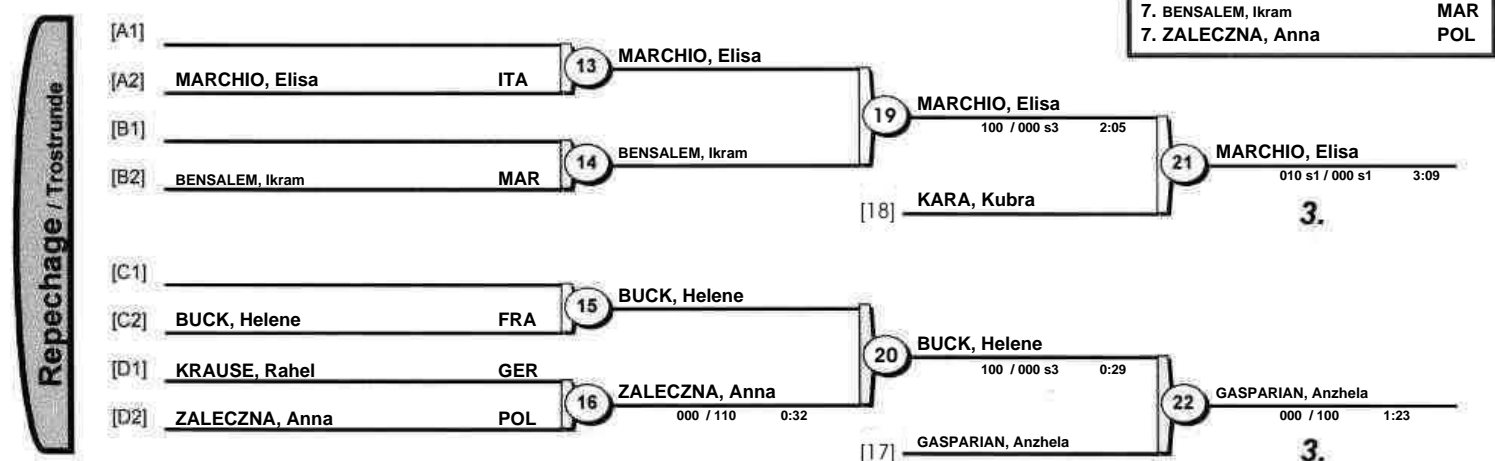 7. BENSALEM, Ikram MAR
7. ZALECZNA, Anna POL
Repechage / Trostrunde
[A1]
[A2] MARCHIO, Elisa ITA
13 MARCHIO, Elisa
[B1]
[B2] BENSALEM, Ikram MAR
14 BENSALEM, Ikram
19 MARCHIO, Elisa
100 / 000 s3 2:05
[18] KARA, Kubra
21 MARCHIO, Elisa
010 s1 / 000 s1 3:09
3.
[C1]
[C2] BUCK, Helene FRA
15 BUCK, Helene
[D1] KRAUSE, Rahel GER
[D2] ZALECZNA, Anna POL
16 ZALECZNA, Anna
000 / 110 0:32
20 BUCK, Helene
100 / 000 s3 0:29
[17] GASPARIAN, Anzhela
22 GASPARIAN, Anzhela
000 / 100 1:23
3.